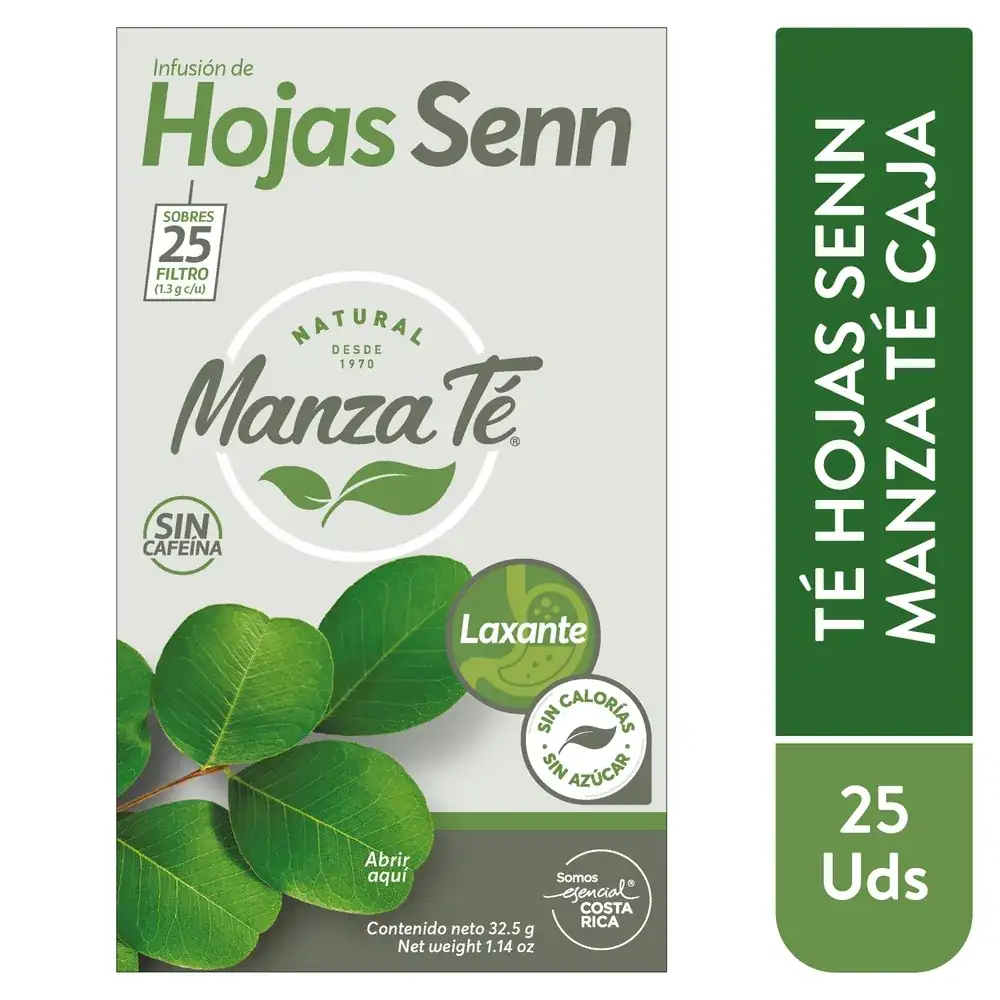 Infusión de
Hojas Senn
SOBRES
25
FILTRO
(1.3 g c/u)
NATURAL
DESDE
1970
Manza Té®
SIN
CAFEÍNA
Laxante
SIN CALORÍAS
· SIN AZÚCAR ·
Abrir
aquí
Contenido neto 32.5 g
Net weight 1.14 oz
Somos
esencial®
COSTA
RICA
TÉ HOJAS SENN
MANZA TÉ CAJA
25
Uds